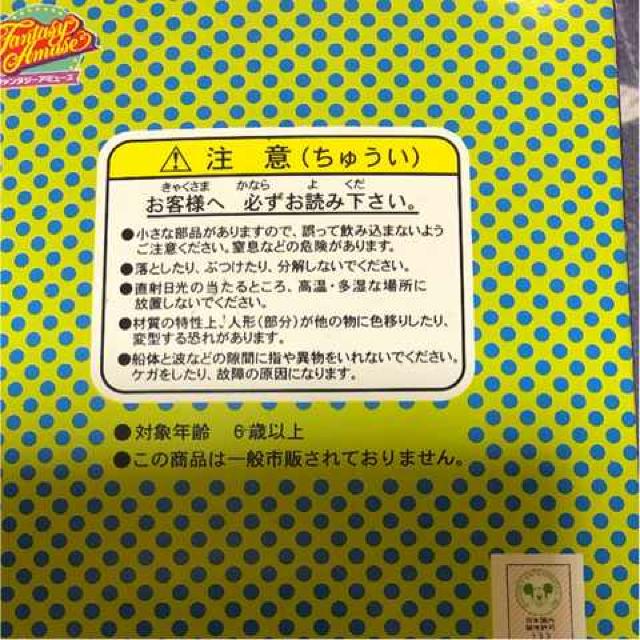 Fantasy
Amuse
ファンタジーアミューズ
注 意(ちゅうい)
きゃくさま かなら よ くだ
お客様へ 必ずお読み下さい。
●小さな部品がありますので、誤って飲み込まないよう
ご注意ください。窒息などの危険があります。
●落としたり、ぶつけたり、分解しないでください。
●直射日光の当たるところ、高温・多湿な場所に
放置しないでください。
●材質の特性上、人形(部分)が他の物に色移りしたり、
変型する恐れがあります。
●船体と波などの隙間に指や異物をいれないでください。
ケガをしたり、故障の原因になります。
●対象年齢 6歳以上
●この商品は一般市販されておりません。
日本国内